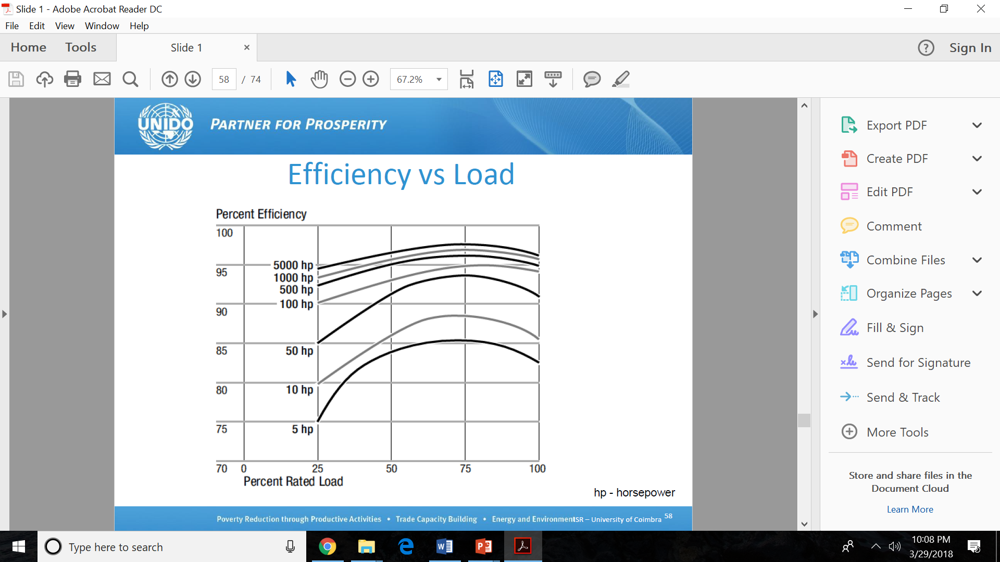 Slide 1 - Adobe Acrobat Reader DC
File Edit View Window Help
Home Tools Slide 1 × ? Sign In
58 / 74 67.2%
UNIDO PARTNER FOR PROSPERITY
Efficiency vs Load
Percent Efficiency
100
5000 hp
95
1000 hp
500 hp
100 hp
90
85
50 hp
80
10 hp
75
5 hp
70 0 25 50 75 100
Percent Rated Load
hp - horsepower
Poverty Reduction through Productive Activities • Trade Capacity Building • Energy and Environment ISR – University of Coimbra 58
Export PDF
Create PDF
Edit PDF
Comment
Combine Files
Organize Pages
Fill & Sign
Send for Signature
Send & Track
More Tools
Store and share files in the
Document Cloud
Learn More
Type here to search
10:08 PM
3/29/2018